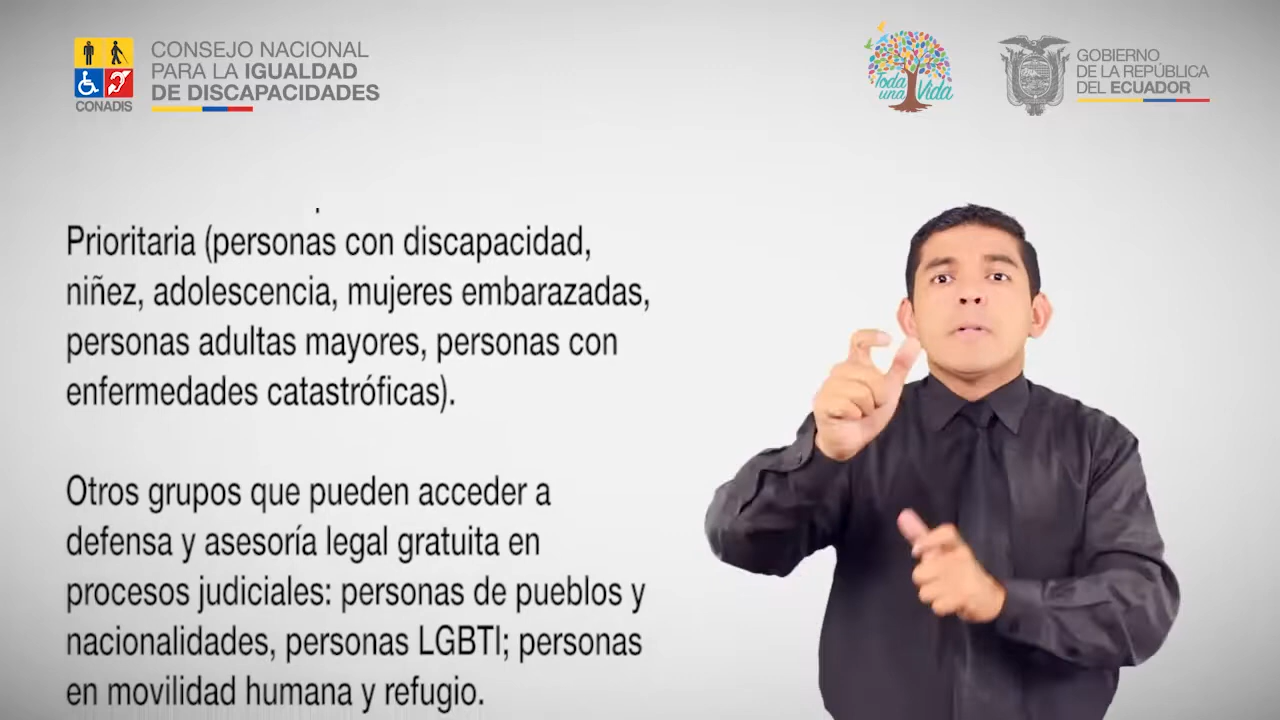 CONSEJO NACIONAL
PARA LA IGUALDAD
DE DISCAPACIDADES
CONADIS
Toda
una Vida
GOBIERNO
DE LA REPÚBLICA
DEL ECUADOR
Prioritaria (personas con discapacidad,
niñez, adolescencia, mujeres embarazadas,
personas adultas mayores, personas con
enfermedades catastróficas).
Otros grupos que pueden acceder a
defensa y asesoría legal gratuita en
procesos judiciales: personas de pueblos y
nacionalidades, personas LGBTI; personas
en movilidad humana y refugio.